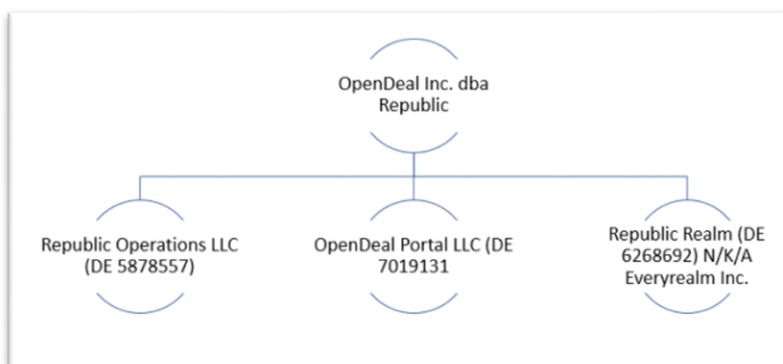 OpenDeal Inc. dba
Republic
Republic Operations LLC
(DE 5878557)
OpenDeal Portal LLC (DE
7019131
Republic Realm (DE
6268692) N/K/A
Everyrealm Inc.